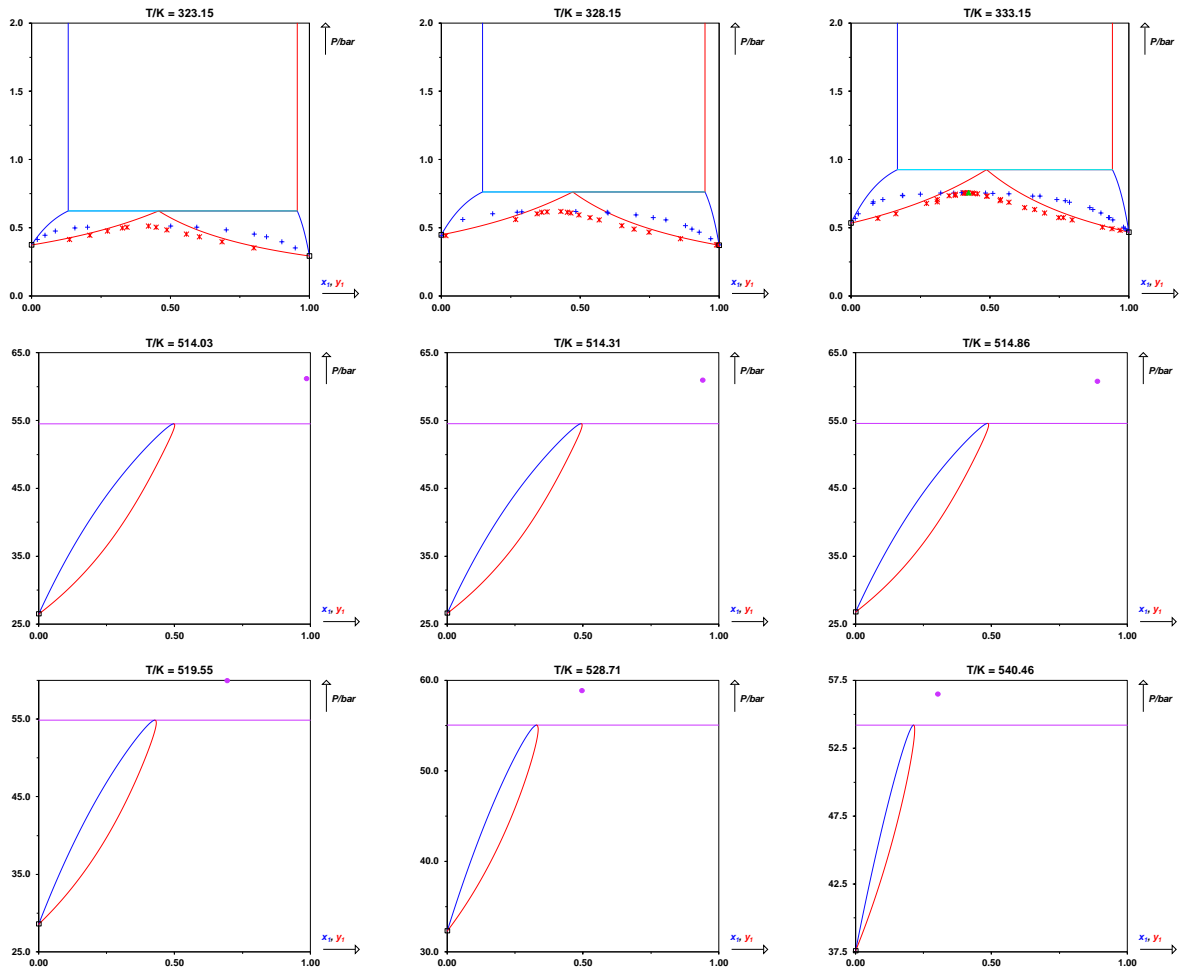 T/K = 323.15
2.0
P/bar
1.5
1.0
0.5
x₁, y₁
0.0
0.00
0.50
1.00
T/K = 328.15
2.0
P/bar
1.5
1.0
0.5
x₁, y₁
0.0
0.00
0.50
1.00
T/K = 333.15
2.0
P/bar
1.5
1.0
0.5
x₁, y₁
0.0
0.00
0.50
1.00
T/K = 514.03
65.0
P/bar
55.0
45.0
35.0
x₁, y₁
25.0
0.00
0.50
1.00
T/K = 514.31
65.0
P/bar
55.0
45.0
35.0
x₁, y₁
25.0
0.00
0.50
1.00
T/K = 514.86
65.0
P/bar
55.0
45.0
35.0
x₁, y₁
25.0
0.00
0.50
1.00
T/K = 519.55
P/bar
55.0
45.0
35.0
x₁, y₁
25.0
0.00
0.50
1.00
T/K = 528.71
60.0
P/bar
50.0
40.0
x₁, y₁
30.0
0.00
0.50
1.00
T/K = 540.46
57.5
P/bar
52.5
47.5
42.5
x₁, y₁
37.5
0.00
0.50
1.00